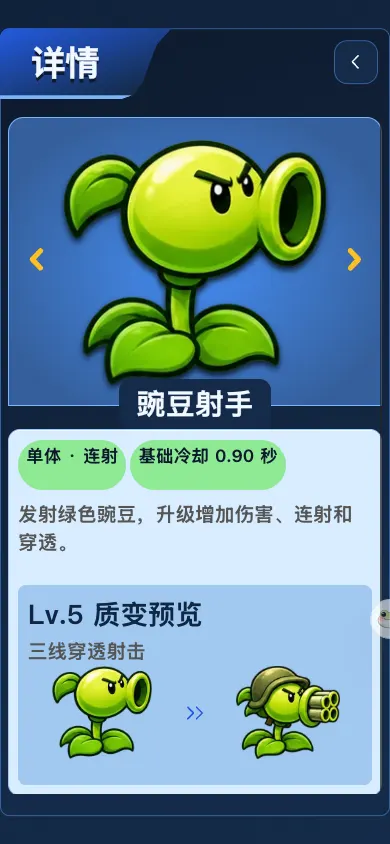 详情
豌豆射手
单体 · 连射
基础冷却 0.90 秒
发射绿色豌豆，升级增加伤害、连射和
穿透。
Lv.5 质变预览
三线穿透射击